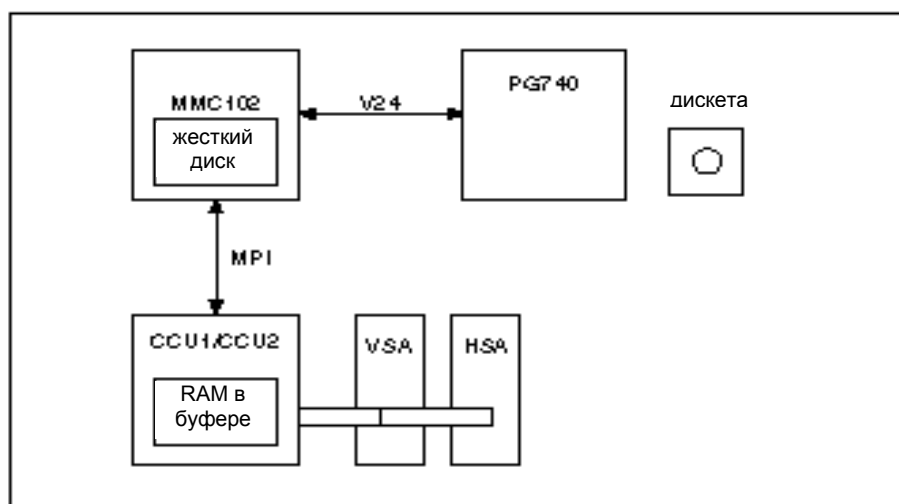 MMC102
жесткий
диск
V24
PG740
дискета
MPI
CCU1/CCU2
RAM в
буфере
VSA
HSA